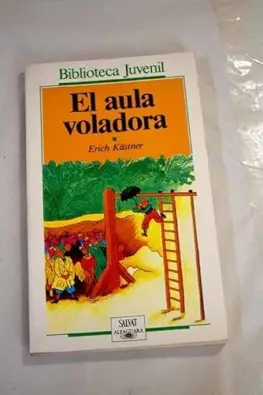 Biblioteca Juvenil
El aula
voladora
Erich Kästner
SALVAT
ALFAGUARA